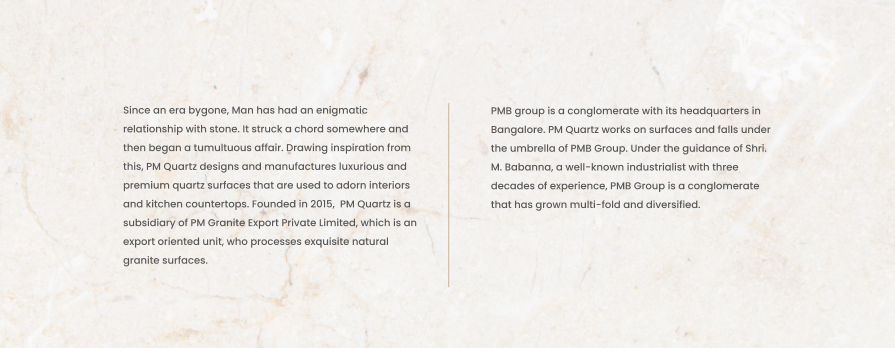 Since an era bygone, Man has had an enigmatic
relationship with stone. It struck a chord somewhere and
then began a tumultuous affair. Drawing inspiration from
this, PM Quartz designs and manufactures luxurious and
premium quartz surfaces that are used to adorn interiors
and kitchen countertops. Founded in 2015,  PM Quartz is a
subsidiary of PM Granite Export Private Limited, which is an
export oriented unit, who processes exquisite natural
granite surfaces.
PMB group is a conglomerate with its headquarters in
Bangalore. PM Quartz works on surfaces and falls under
the umbrella of PMB Group. Under the guidance of Shri.
M. Babanna, a well-known industrialist with three
decades of experience, PMB Group is a conglomerate
that has grown multi-fold and diversified.